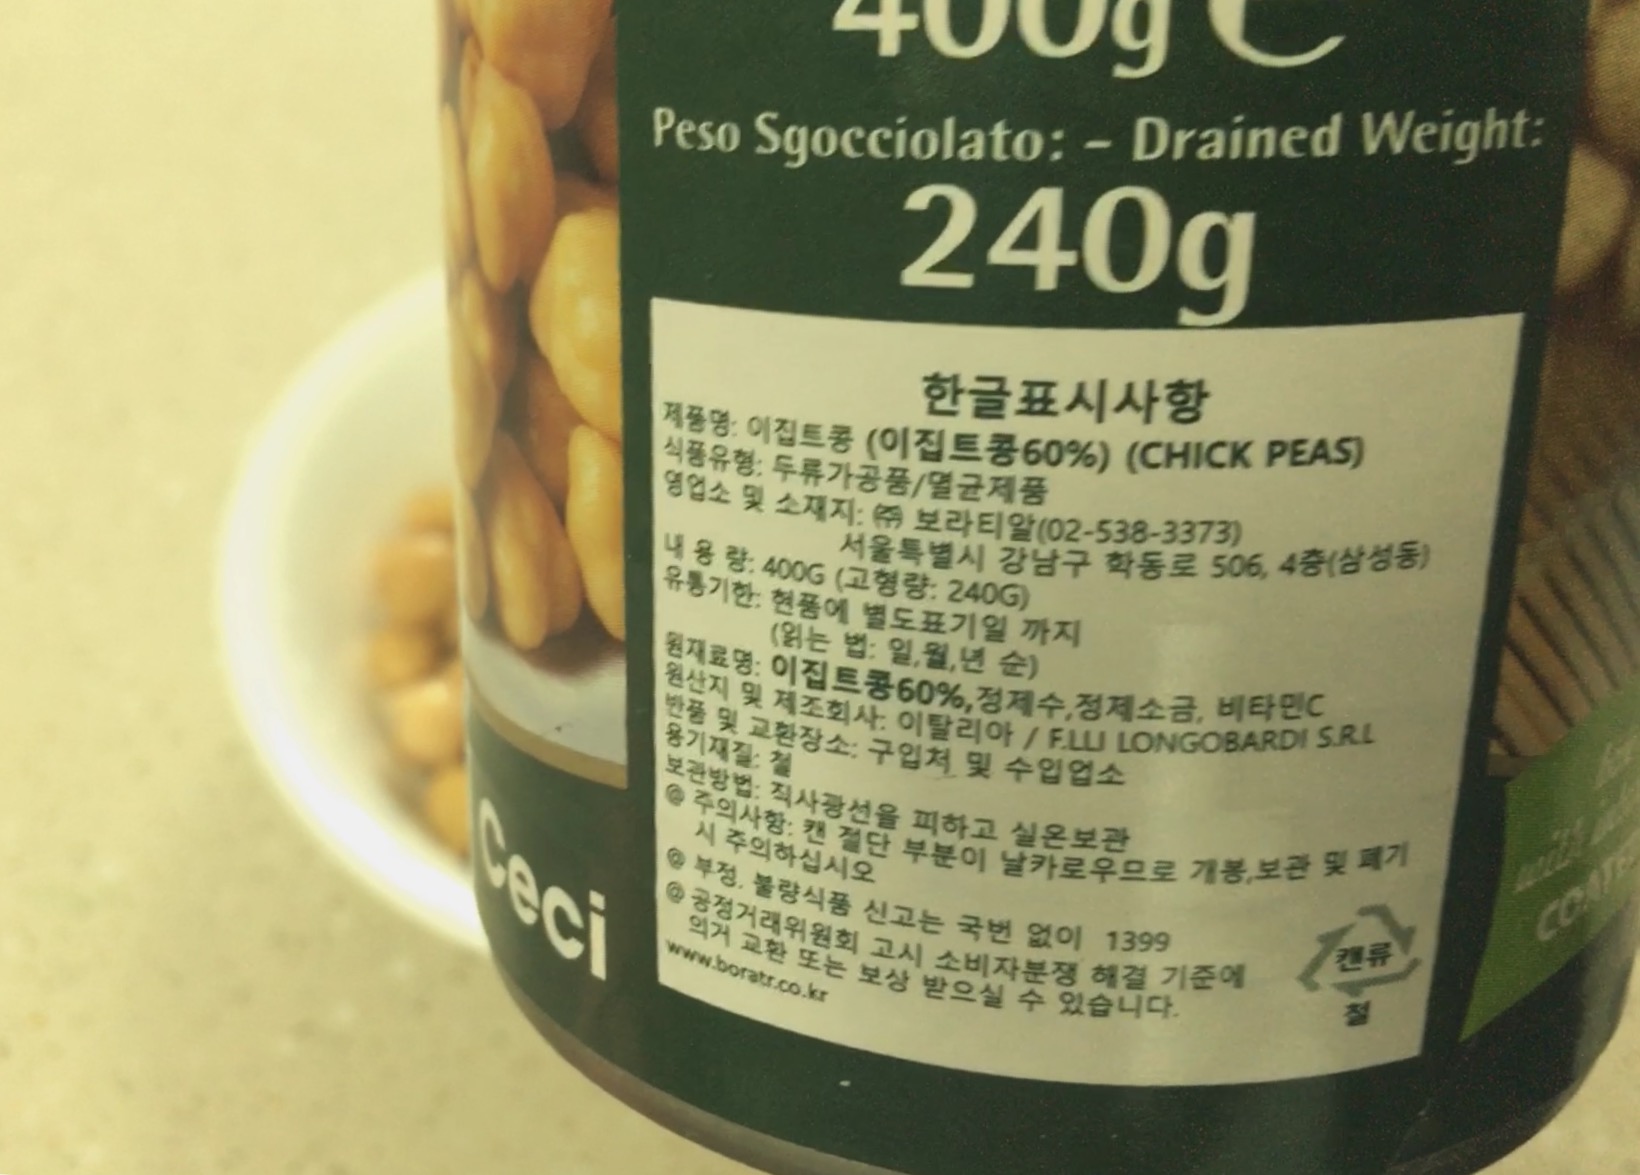 400g e
Peso Sgocciolato: - Drained Weight:
240g
한글표시사항
제품명: 이집트콩 (이집트콩60%) (CHICK PEAS)
식품유형: 두류가공품/멸균제품
영업소 및 소재지: ㈜ 보라티알(02-538-3373)
서울특별시 강남구 학동로 506, 4층(삼성동)
내 용 량: 400G (고형량: 240G)
유통기한: 현품에 별도표기일 까지
(읽는 법: 일,월,년 순)
원재료명: 이집트콩60%,정제수,정제소금, 비타민C
원산지 및 제조회사: 이탈리아 / F.LLI LONGOBARDI S.R.L
반품 및 교환장소: 구입처 및 수입업소
용기재질: 철
보관방법: 직사광선을 피하고 실온보관
@ 주의사항: 캔 절단 부분이 날카로우므로 개봉,보관 및 폐기
시 주의하십시오
@ 부정, 불량식품 신고는 국번 없이 1399
@ 공정거래위원회 고시 소비자분쟁 해결 기준에
의거 교환 또는 보상 받으실 수 있습니다.
www.boratr.co.kr
캔류
철
Ceci